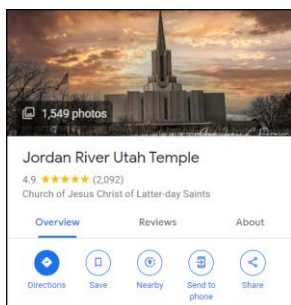 1,549 photos
Jordan River Utah Temple
4.9 ★★★★★ (2,092)
Church of Jesus Christ of Latter-day Saints
Overview Reviews About
Directions Save Nearby Send to phone Share